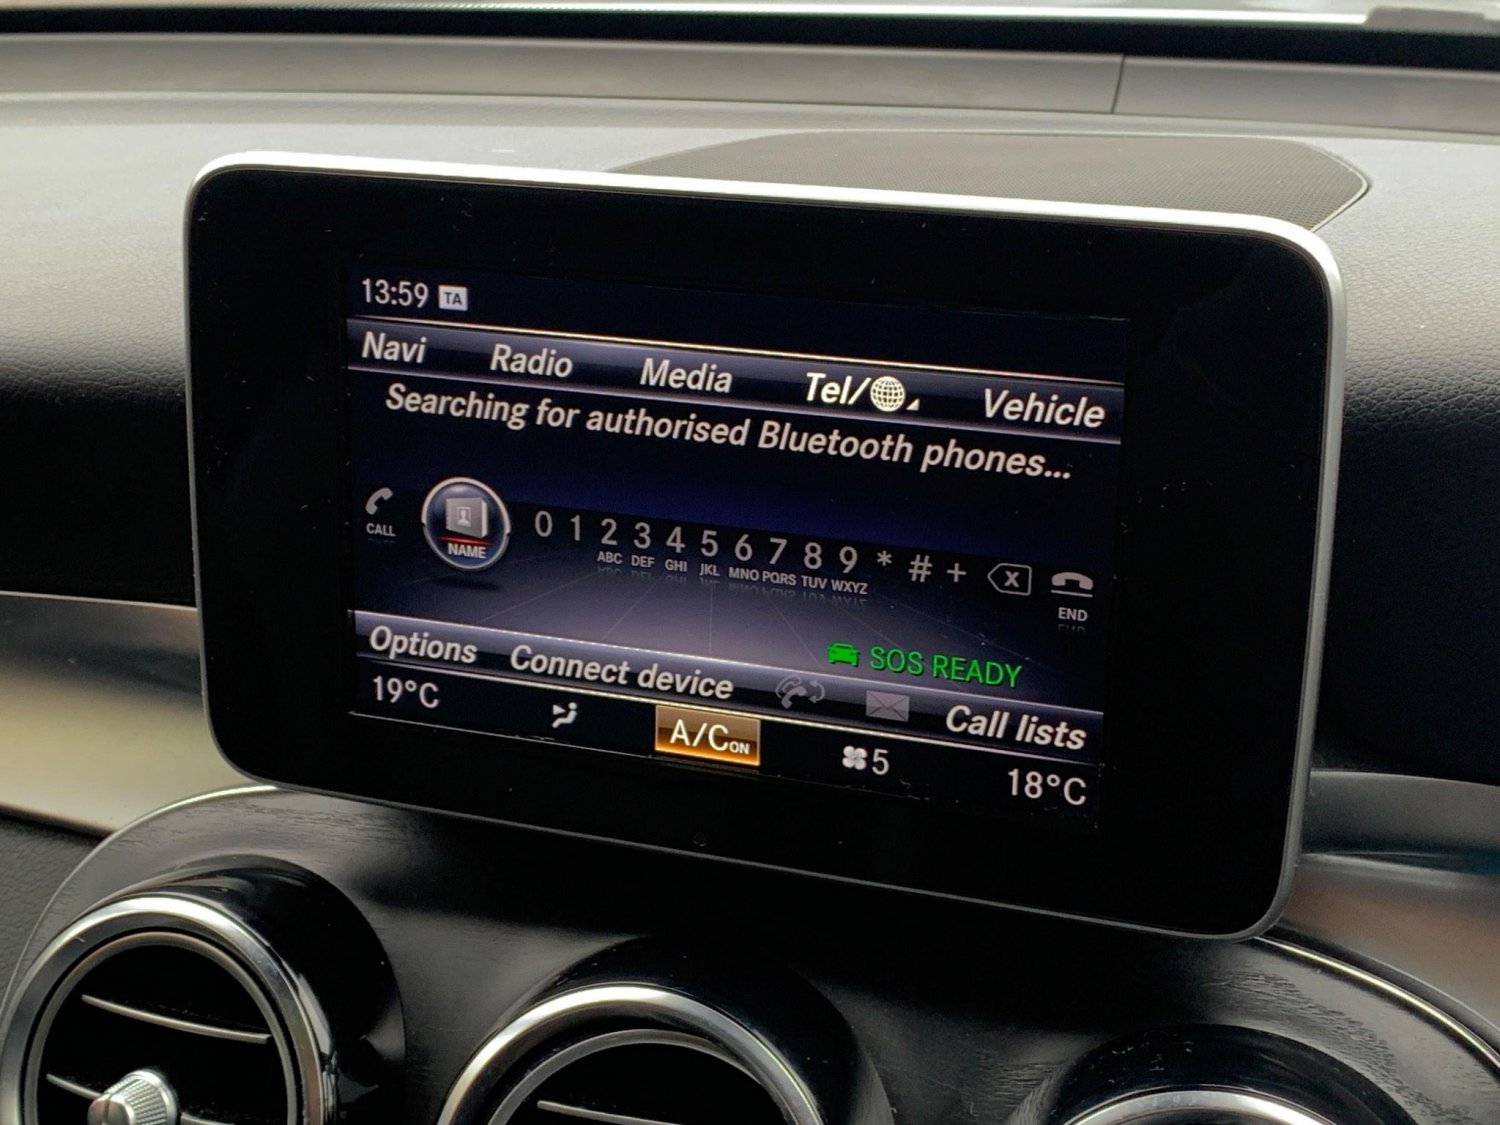 13:59 TA
Navi Radio Media Tel/ Vehicle
Searching for authorised Bluetooth phones...
CALL NAME 0 1 2 3 4 5 6 7 8 9 * # + X END
ABC DEF GHI JKL MNO PQRS TUV WXYZ
SOS READY
Options Connect device Call lists
19°C A/C ON 5 18°C